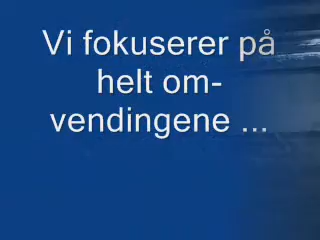 Vi fokuserer på
helt om-
vendingene ...